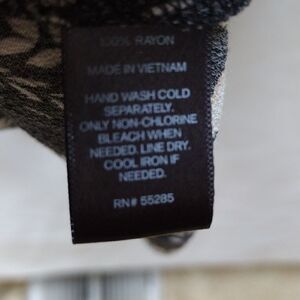 100% RAYON
MADE IN VIETNAM
HAND WASH COLD
SEPARATELY.
ONLY NON-CHLORINE
BLEACH WHEN
NEEDED. LINE DRY.
COOL IRON IF
NEEDED.
RN# 55285